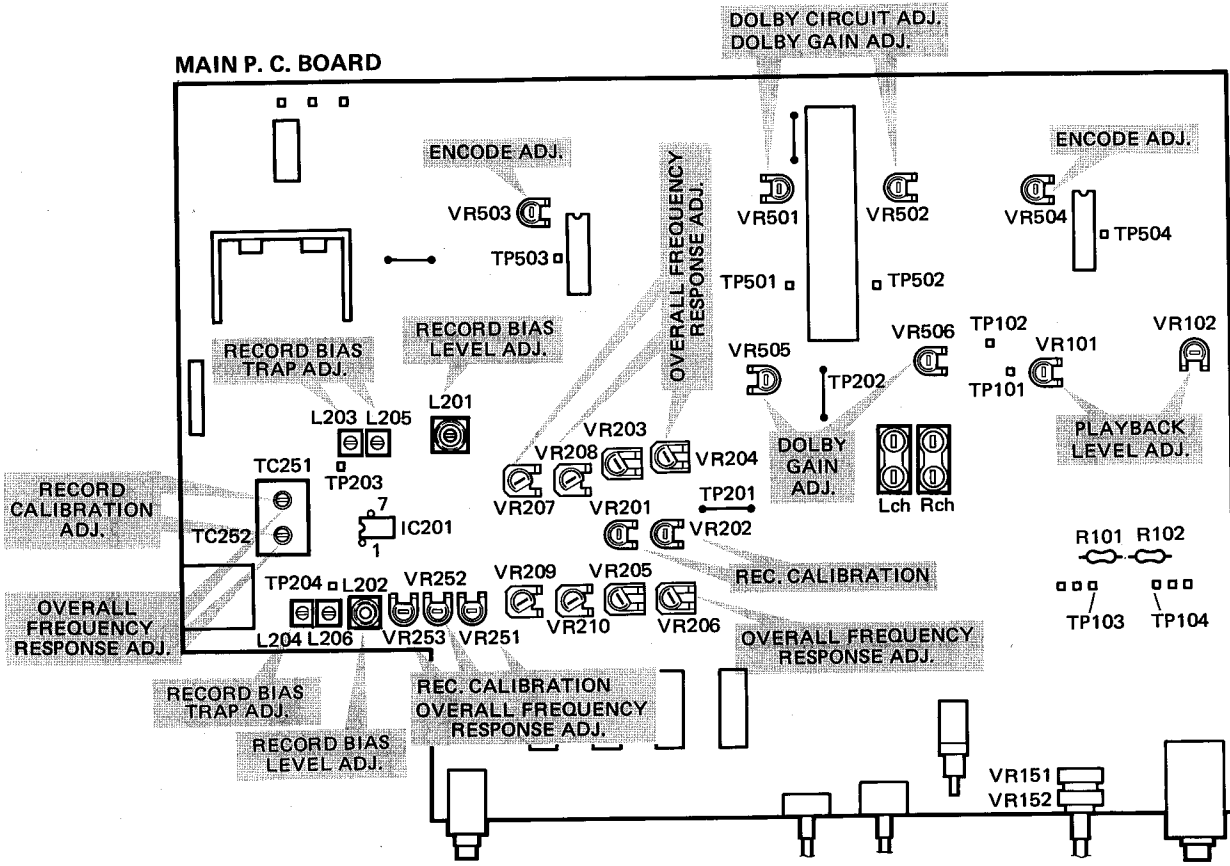 DOLBY CIRCUIT ADJ.
DOLBY GAIN ADJ.
MAIN P. C. BOARD
ENCODE ADJ.
ENCODE ADJ.
OVERALL FREQUENCY
RESPONSE ADJ.
VR503
VR501
VR502
VR504
TP503
TP504
TP501
TP502
RECORD BIAS
LEVEL ADJ.
RECORD BIAS
TRAP ADJ.
VR505
VR506
TP102
VR101
VR102
TP202
TP101
L203
L205
L201
DOLBY
GAIN
ADJ.
PLAYBACK
LEVEL ADJ.
VR203
VR208
VR204
TC251
TP203
RECORD
CALIBRATION
ADJ.
VR207
VR201
TP201
Lch
Rch
7
IC201
1
TC252
VR202
R101
R102
REC. CALIBRATION
TP204
L202
VR252
VR209
VR205
OVERALL
FREQUENCY
RESPONSE ADJ.
L204
L206
VR253
VR251
VR210
VR206
TP103
TP104
OVERALL FREQUENCY
RESPONSE ADJ.
RECORD BIAS
TRAP ADJ.
REC. CALIBRATION
OVERALL FREQUENCY
RESPONSE ADJ.
RECORD BIAS
LEVEL ADJ.
VR151
VR152